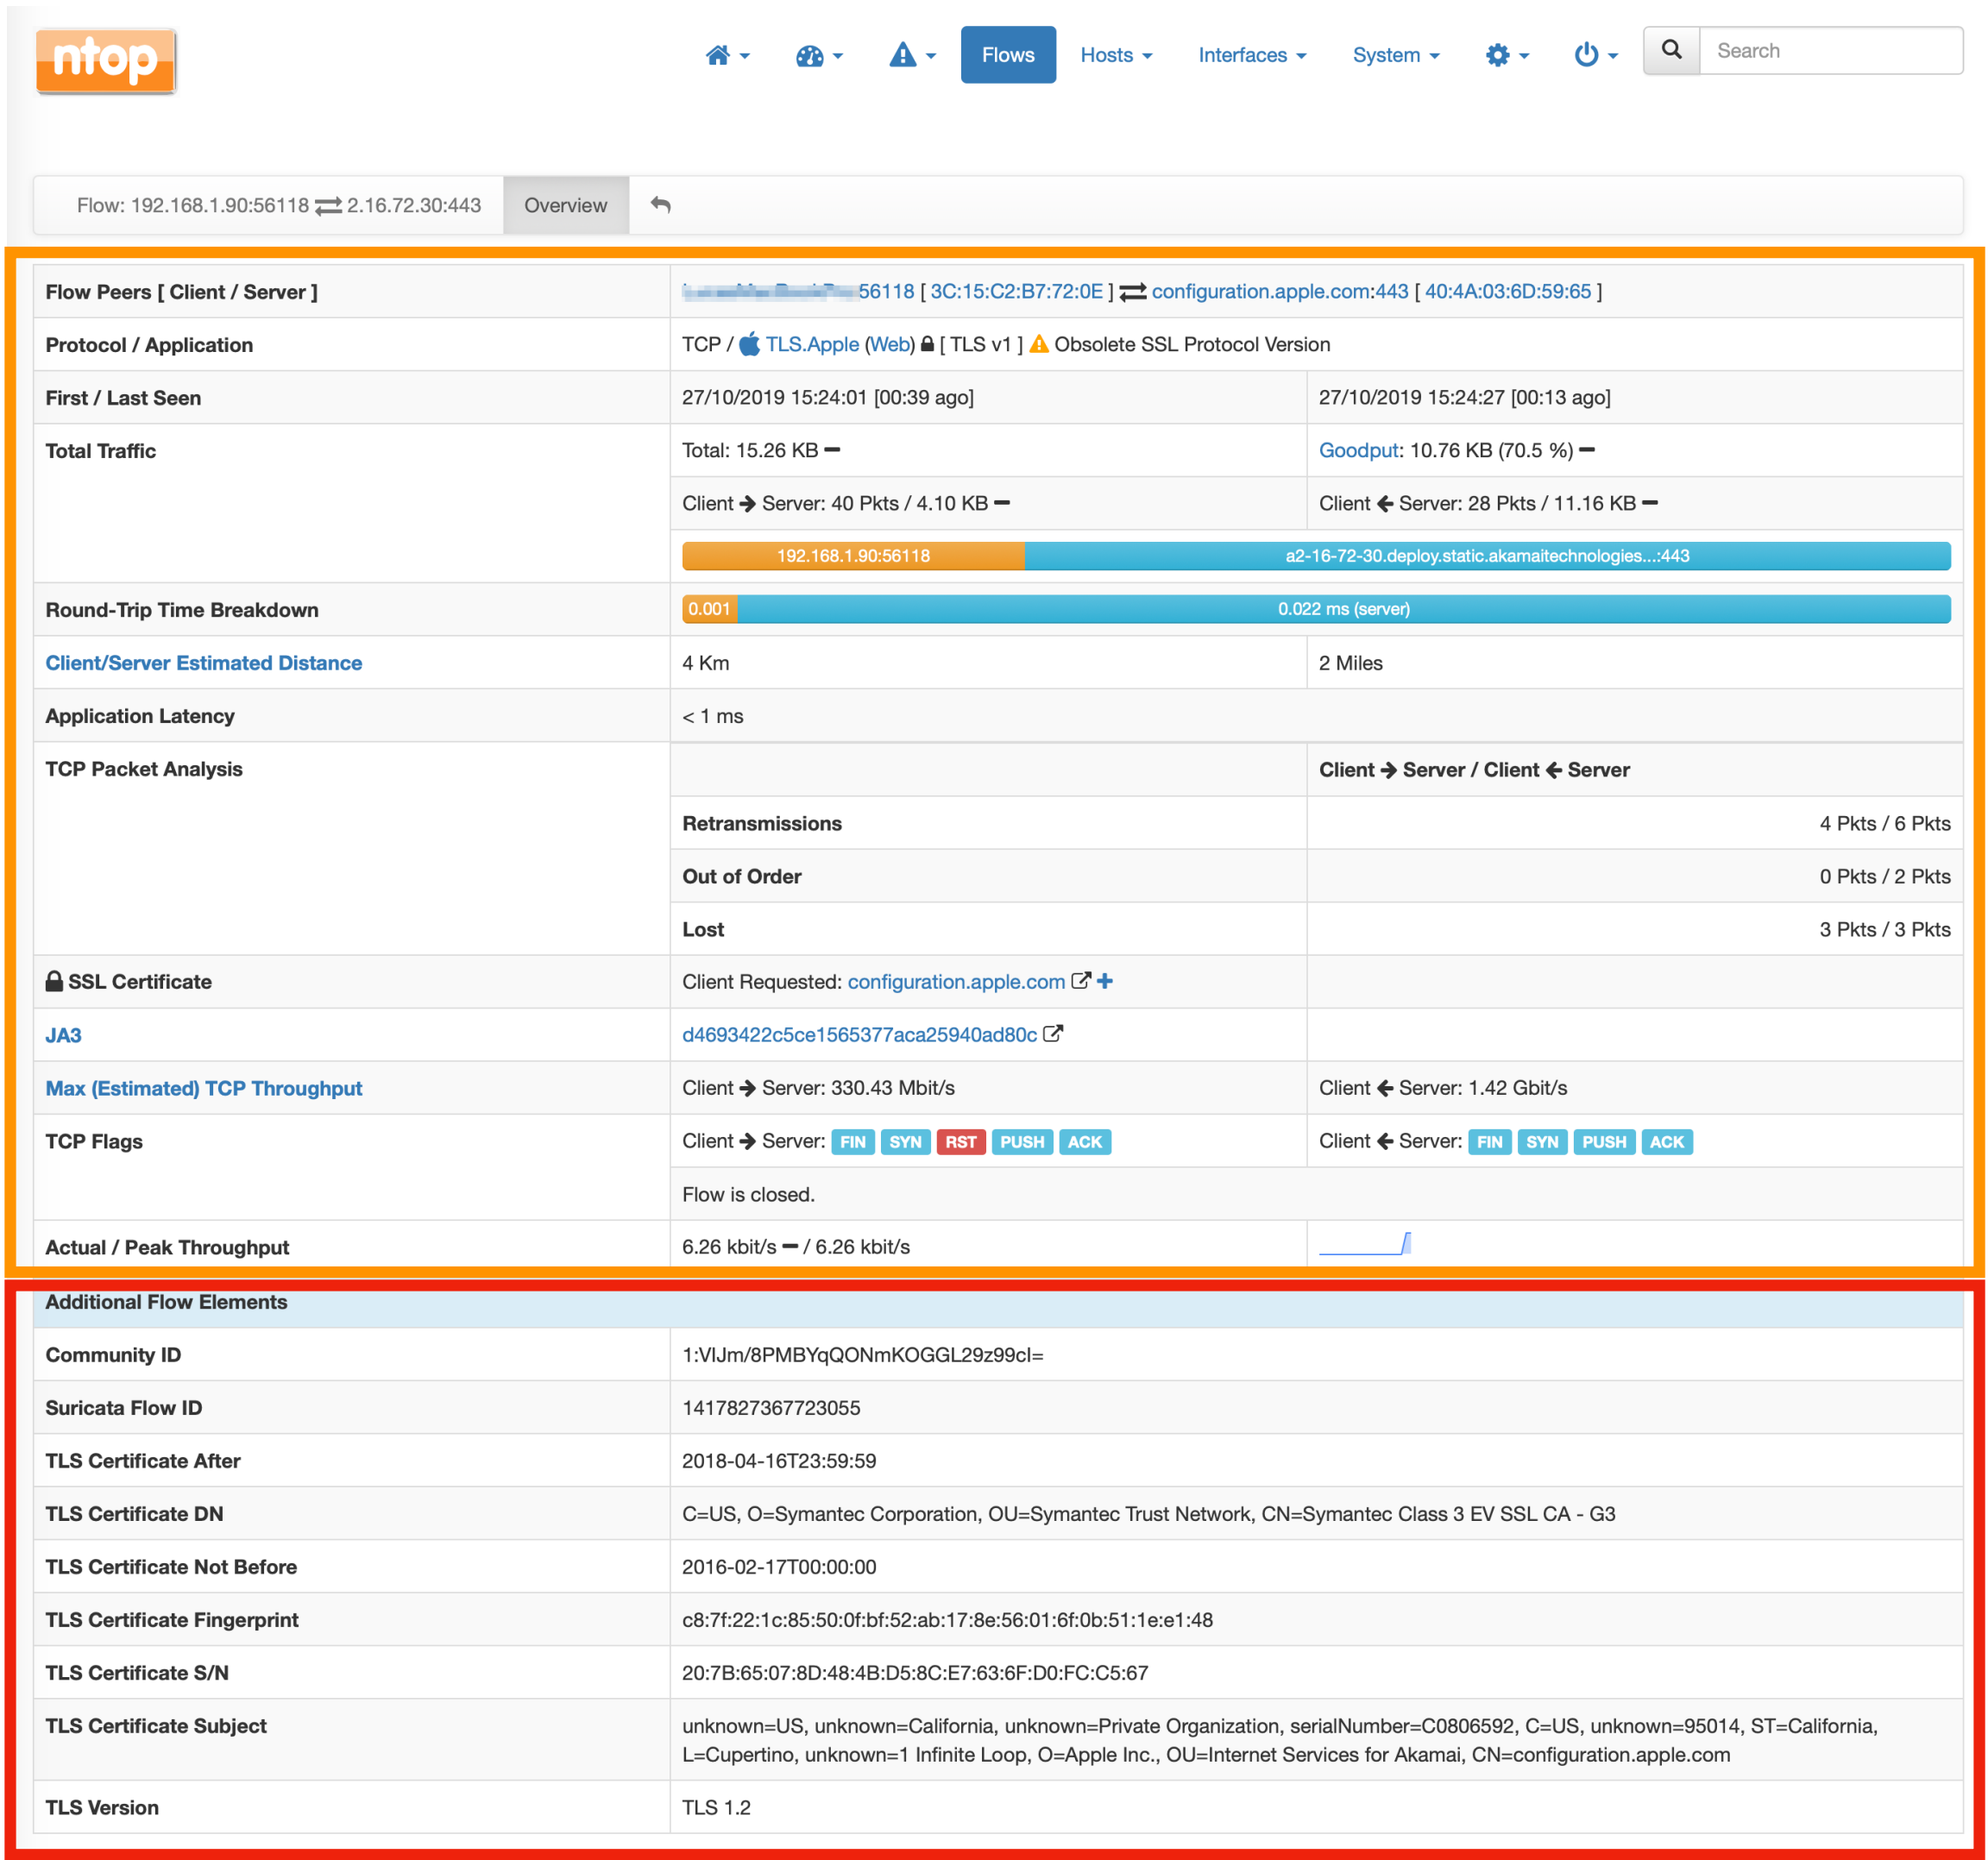 ntop
Flows Hosts Interfaces System Search
Flow: 192.168.1.90:56118 2.16.72.30:443 Overview
Flow Peers [ Client / Server ] 56118 [ 3C:15:C2:B7:72:0E ] configuration.apple.com:443 [ 40:4A:03:6D:59:65 ]
Protocol / Application TCP / TLS.Apple (Web) [ TLS v1 ] Obsolete SSL Protocol Version
First / Last Seen 27/10/2019 15:24:01 [00:39 ago] 27/10/2019 15:24:27 [00:13 ago]
Total Traffic Total: 15.26 KB Goodput: 10.76 KB (70.5 %)
Client → Server: 40 Pkts / 4.10 KB Client ← Server: 28 Pkts / 11.16 KB
192.168.1.90:56118 a2-16-72-30.deploy.static.akamaitechnologies...:443
Round-Trip Time Breakdown 0.001 0.022 ms (server)
Client/Server Estimated Distance 4 Km 2 Miles
Application Latency < 1 ms
TCP Packet Analysis Client → Server / Client ← Server
Retransmissions 4 Pkts / 6 Pkts
Out of Order 0 Pkts / 2 Pkts
Lost 3 Pkts / 3 Pkts
SSL Certificate Client Requested: configuration.apple.com
JA3 d4693422c5ce1565377aca25940ad80c
Max (Estimated) TCP Throughput Client → Server: 330.43 Mbit/s Client ← Server: 1.42 Gbit/s
TCP Flags Client → Server: FIN SYN RST PUSH ACK Client ← Server: FIN SYN PUSH ACK
Flow is closed.
Actual / Peak Throughput 6.26 kbit/s — / 6.26 kbit/s
Additional Flow Elements
Community ID 1:VIJm/8PMBYqQONmKOGGL29z99cI=
Suricata Flow ID 1417827367723055
TLS Certificate After 2018-04-16T23:59:59
TLS Certificate DN C=US, O=Symantec Corporation, OU=Symantec Trust Network, CN=Symantec Class 3 EV SSL CA - G3
TLS Certificate Not Before 2016-02-17T00:00:00
TLS Certificate Fingerprint c8:7f:22:1c:85:50:0f:bf:52:ab:17:8e:56:01:6f:0b:51:1e:e1:48
TLS Certificate S/N 20:7B:65:07:8D:48:4B:D5:8C:E7:63:6F:D0:FC:C5:67
TLS Certificate Subject unknown=US, unknown=California, unknown=Private Organization, serialNumber=C0806592, C=US, unknown=95014, ST=California,
L=Cupertino, unknown=1 Infinite Loop, O=Apple Inc., OU=Internet Services for Akamai, CN=configuration.apple.com
TLS Version TLS 1.2